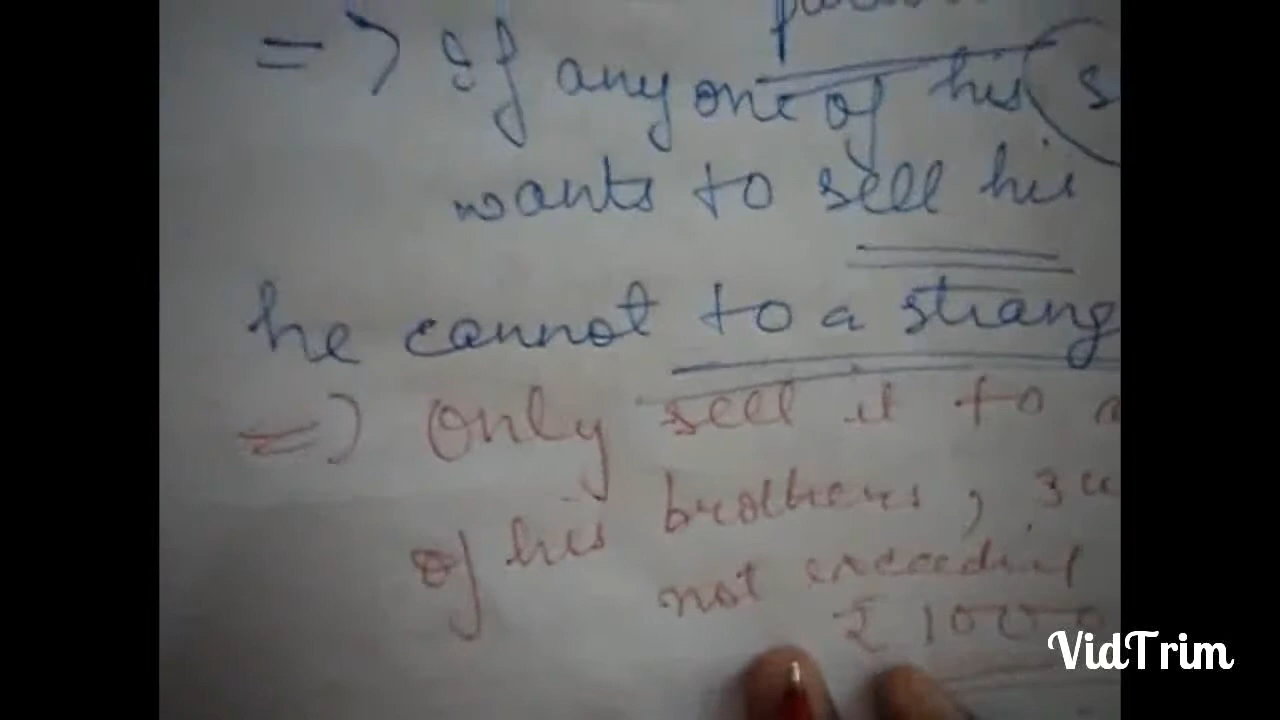 => If any one of his
wants to sell his
he cannot to a strang
=> Only sell it to
of his brothers,
not exceeding
₹ 1000
VidTrim